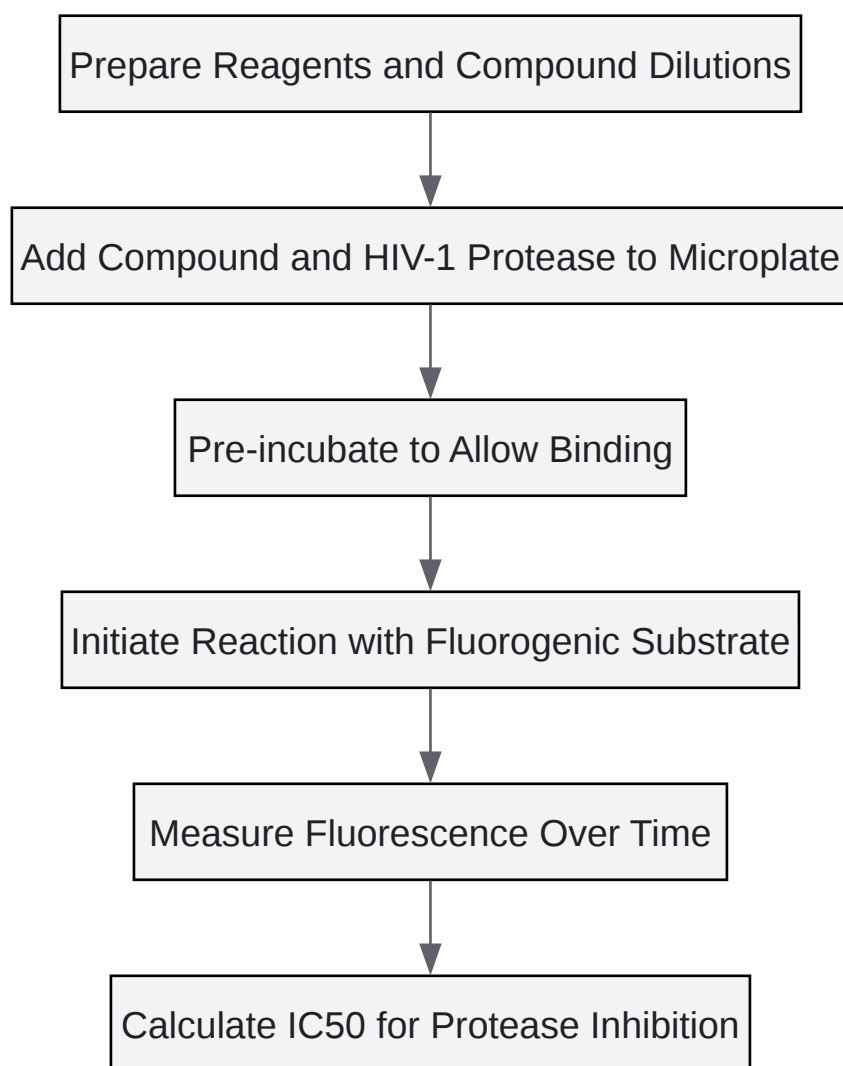 Prepare Reagents and Compound Dilutions
Add Compound and HIV-1 Protease to Microplate
Pre-incubate to Allow Binding
Initiate Reaction with Fluorogenic Substrate
Measure Fluorescence Over Time
Calculate IC50 for Protease Inhibition